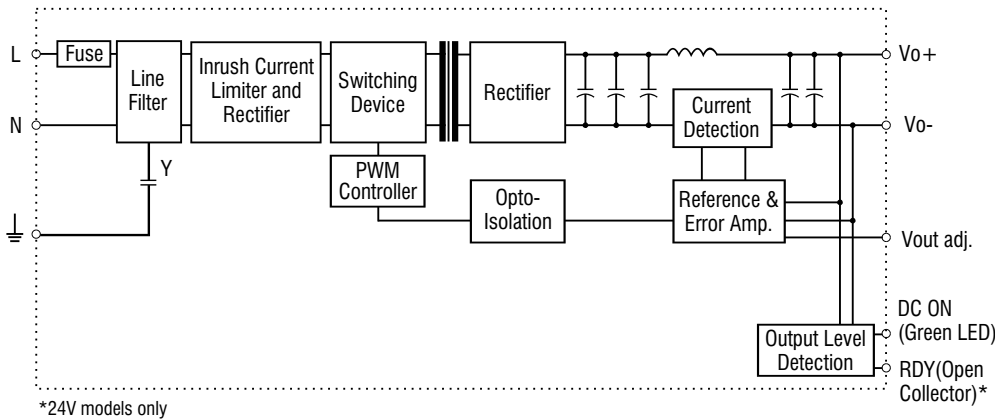 L
Fuse
Line
Filter
Inrush Current
Limiter and
Rectifier
Switching
Device
Rectifier
Vo+
Current
Detection
N
Vo-
Y
PWM
Controller
Opto-
Isolation
Reference &
Error Amp.
Vout adj.
DC ON
(Green LED)
Output Level
Detection
RDY(Open
Collector)*
*24V models only